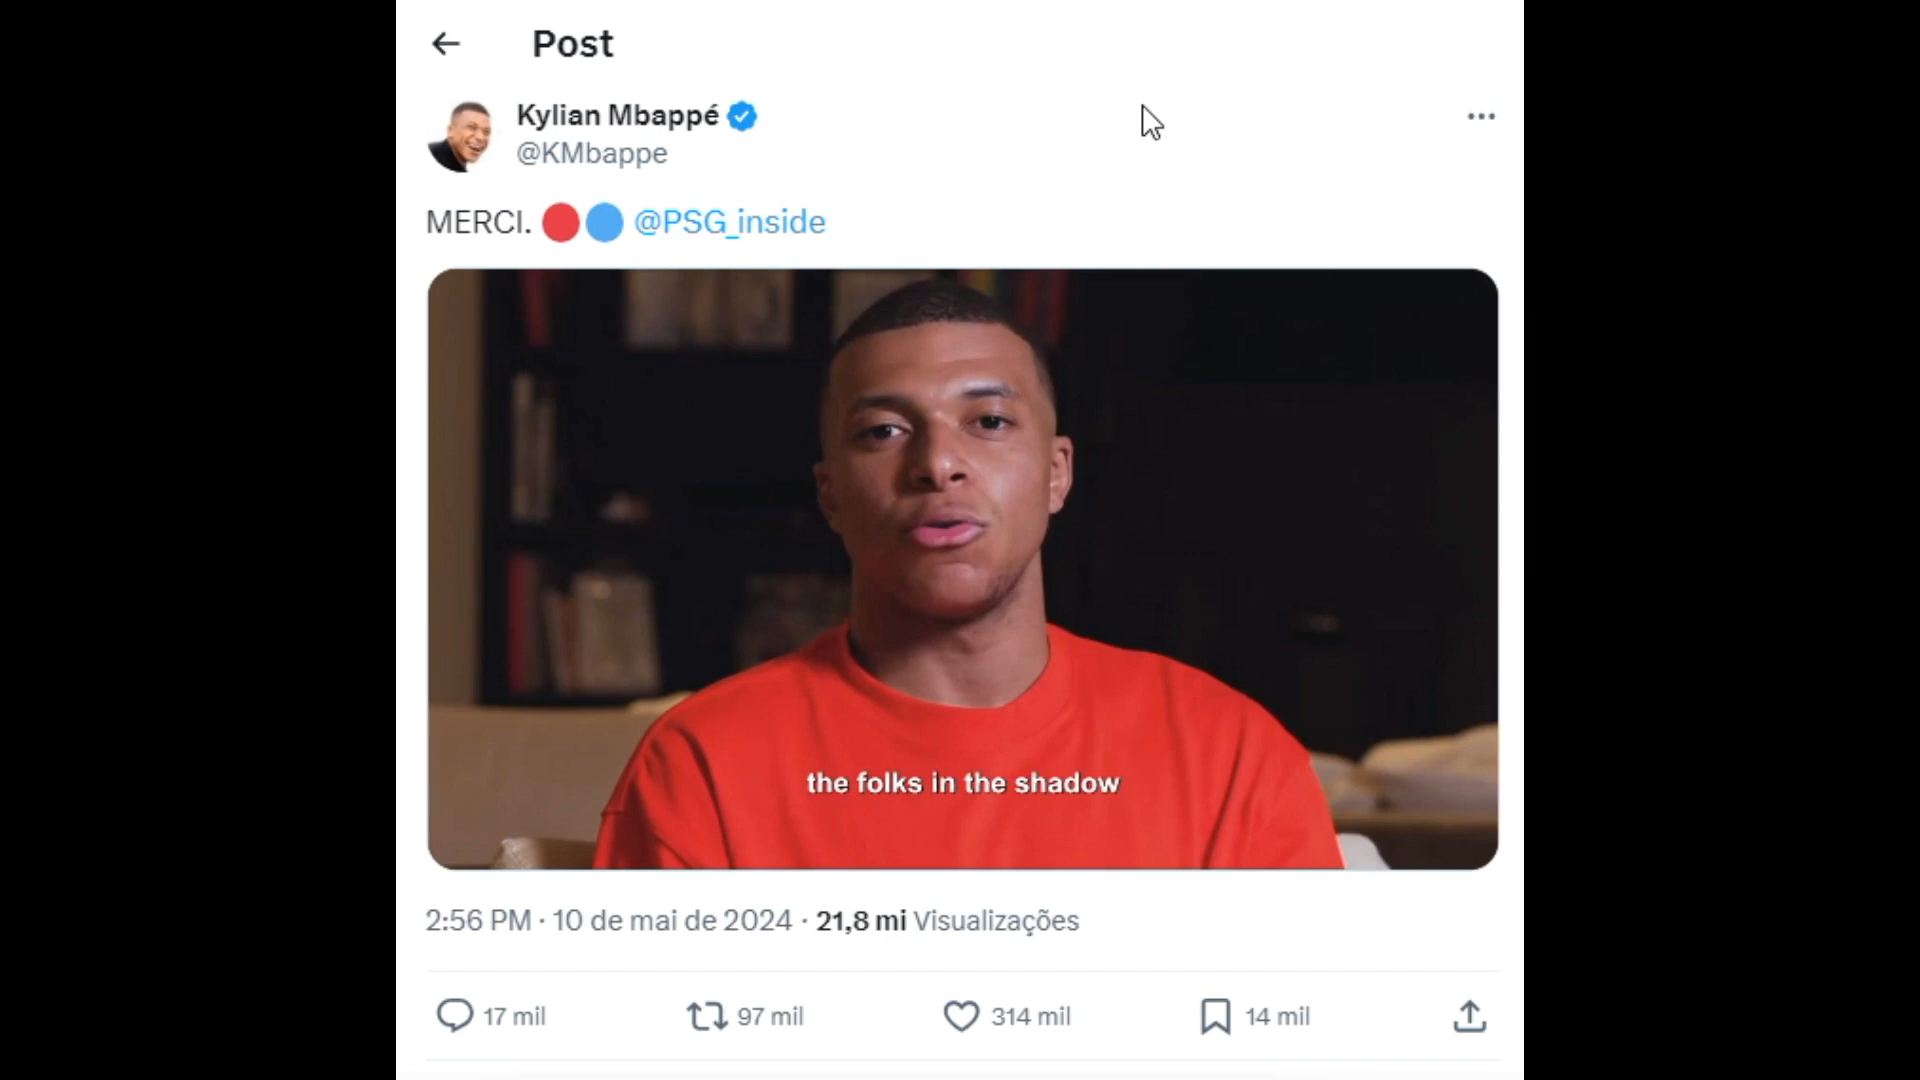 Post
Kylian Mbappé
@KMbappe
MERCI. 🔴🔵 @PSG_inside
the folks in the shadow
2:56 PM · 10 de mai de 2024 · 21,8 mi Visualizações
17 mil 97 mil 314 mil 14 mil